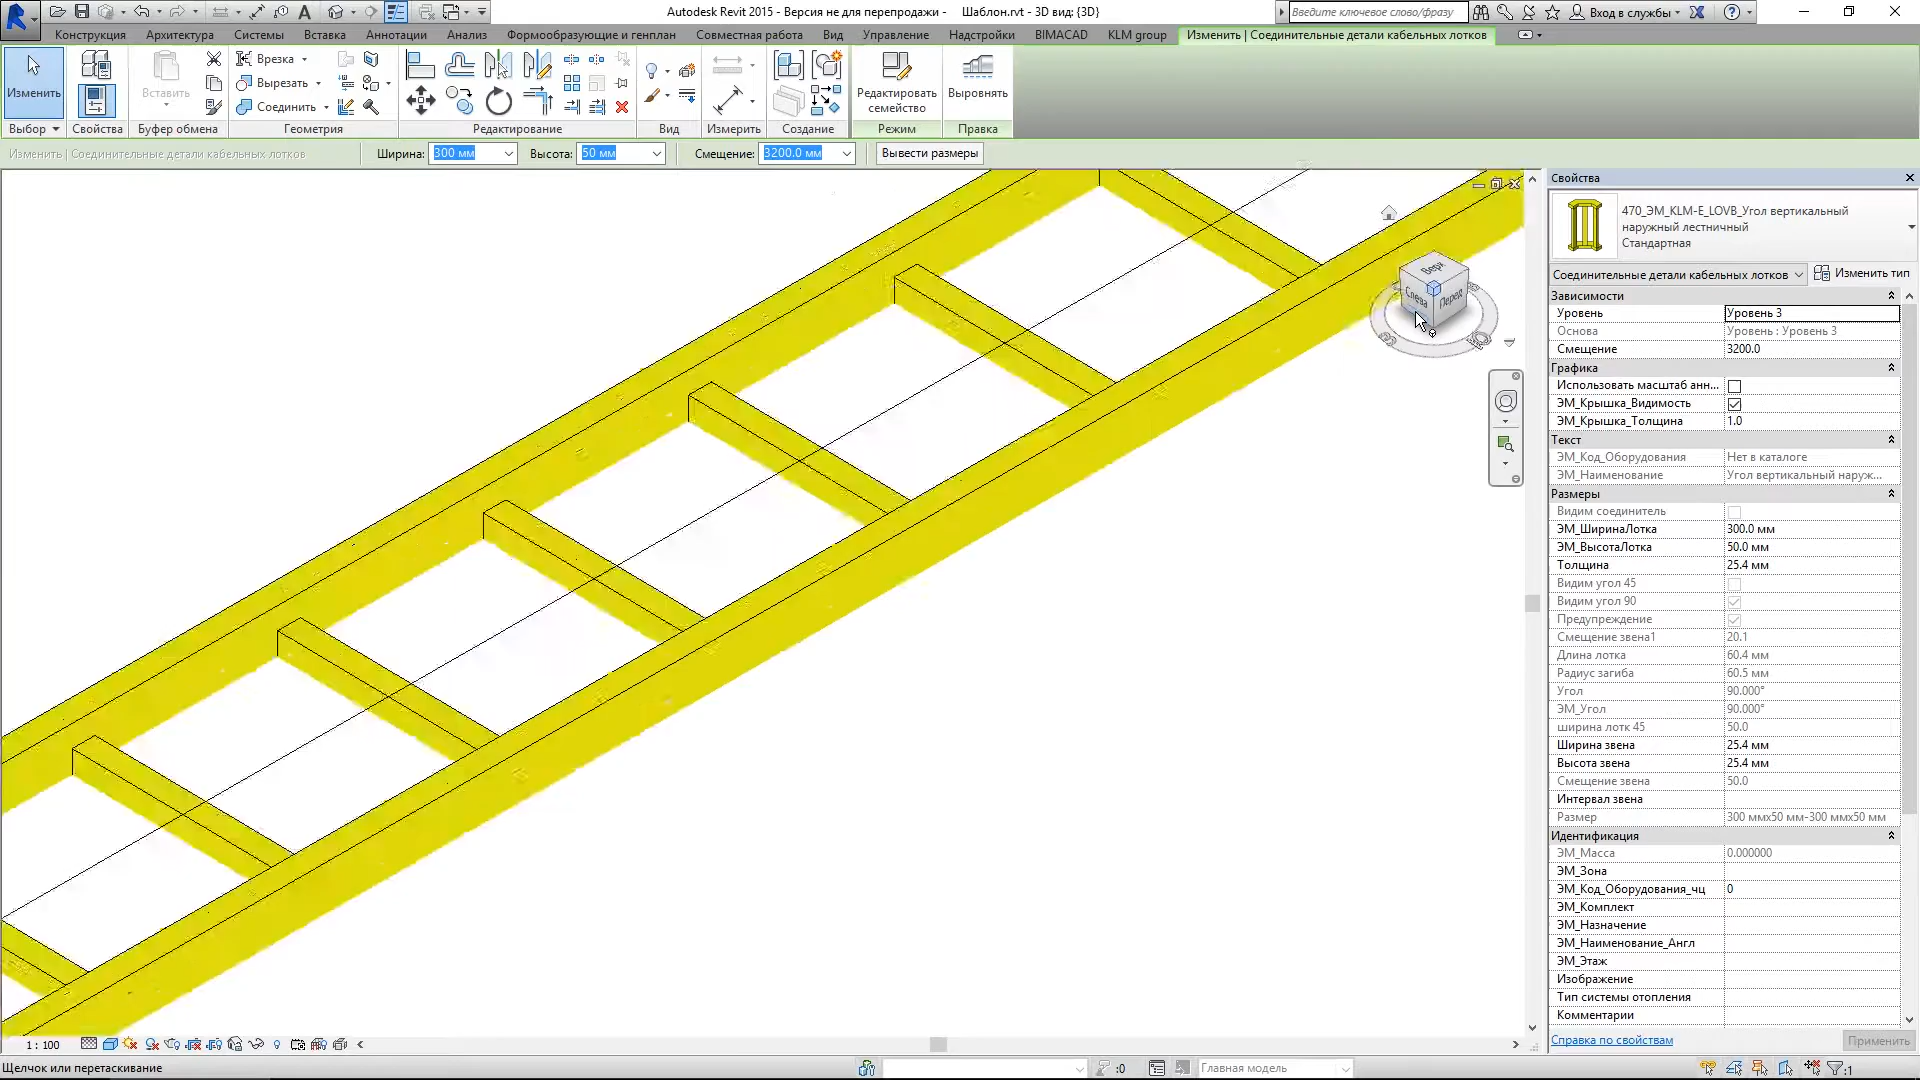 Autodesk Revit 2015 - Версия не для перепродажи - Шаблон.rvt - 3D вид: {3D}
Введите ключевое слово/фразу
Вход в службы
Конструкция Архитектура Системы Вставка Аннотации Анализ Формообразующие и генплан Совместная работа Вид Управление Надстройки BIMACAD KLM group Изменить | Соединительные детали кабельных лотков
Изменить
Вставить
Врезка
Вырезать
Соединить
Редактировать семейство
Выровнять
Выбор Свойства Буфер обмена Геометрия Редактирование Вид Измерить Создание Режим Правка
Изменить | Соединительные детали кабельных лотков Ширина: 300 мм Высота: 50 мм Смещение: 3200.0 мм Вывести размеры
Верх
Слева
Перед
Свойства
470_ЭМ_KLM-E_LOVB_Угол вертикальный
наружный лестничный
Стандартная
Соединительные детали кабельных лотков Изменить тип
Зависимости
Уровень Уровень 3
Основа Уровень : Уровень 3
Смещение 3200.0
Графика
Использовать масштаб анн...
ЭМ_Крышка_Видимость
ЭМ_Крышка_Толщина 1.0
Текст
ЭМ_Код_Оборудования Нет в каталоге
ЭМ_Наименование Угол вертикальный наруж...
Размеры
Видим соединитель
ЭМ_ШиринаЛотка 300.0 мм
ЭМ_ВысотаЛотка 50.0 мм
Толщина 25.4 мм
Видим угол 45
Видим угол 90
Предупреждение
Смещение звена1 20.1
Длина лотка 60.4 мм
Радиус загиба 60.5 мм
Угол 90.000°
ЭМ_Угол 90.000°
ширина лотк 45 50.0
Ширина звена 25.4 мм
Высота звена 25.4 мм
Смещение звена 50.0
Интервал звена
Размер 300 ммx50 мм-300 ммx50 мм
Идентификация
ЭМ_Масса 0.000000
ЭМ_Зона
ЭМ_Код_Оборудования_чц 0
ЭМ_Комплект
ЭМ_Назначение
ЭМ_Наименование_Англ
ЭМ_Этаж
Изображение
Тип системы отопления
Комментарии
Справка по свойствам Применить
1 : 100
Щелчок или перетаскивание :0 Главная модель :1